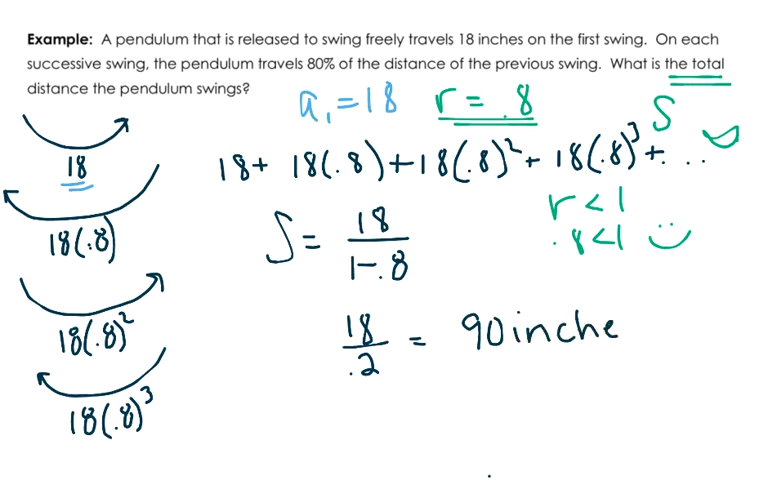 Example: A pendulum that is released to swing freely travels 18 inches on the first swing. On each
successive swing, the pendulum travels 80% of the distance of the previous swing. What is the total
distance the pendulum swings?
a₁ = 18 r = .8
S
18
18 + 18(.8) + 18(.8)² + 18(.8)³ + ...
18(.8)
S = 18/1-.8
r < 1
.8 < 1
18(.8)²
18/.2 = 90 inche
18(.8)³